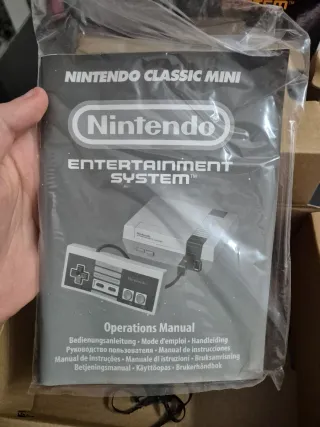 NINTENDO CLASSIC MINI
Nintendo
ENTERTAINMENT
SYSTEM™
Operations Manual
Bedienungsanleitung • Mode d'emploi • Handleiding
Руководство пользователя • Manual de instrucciones
Manual de instruções • Manuale di istruzioni • Bruksanvisning
Betjeningsmanual • Käyttöopas • Brukerhåndbok